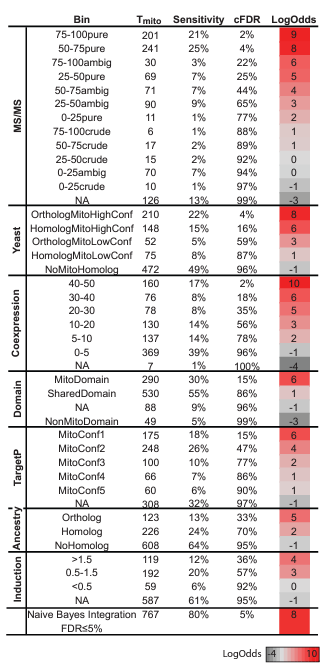 Bin Tmito Sensitivity cFDR LogOdds
MS/MS
75-100pure 201 21% 2% 9
50-75pure 241 25% 4% 8
75-100ambig 30 3% 22% 6
25-50pure 69 7% 25% 5
50-75ambig 71 7% 44% 4
25-50ambig 90 9% 65% 3
0-25pure 11 1% 77% 2
75-100crude 6 1% 88% 1
50-75crude 17 2% 89% 1
25-50crude 15 2% 92% 0
0-25ambig 70 7% 94% 0
0-25crude 10 1% 97% -1
NA 126 13% 99% -3
Yeast
OrthologMitoHighConf 210 22% 4% 8
HomologMitoHighConf 148 15% 16% 6
OrthologMitoLowConf 52 5% 59% 3
HomologMitoLowConf 75 8% 87% 1
NoMitoHomolog 472 49% 96% -1
Coexpression
40-50 160 17% 2% 10
30-40 76 8% 18% 6
20-30 78 8% 35% 5
10-20 130 14% 56% 3
5-10 137 14% 78% 2
0-5 369 39% 96% -1
NA 7 1% 100% -4
Domain
MitoDomain 290 30% 15% 6
SharedDomain 530 55% 86% 1
NA 88 9% 96% -1
NonMitoDomain 49 5% 99% -3
TargetP
MitoConf1 175 18% 15% 6
MitoConf2 248 26% 47% 4
MitoConf3 100 10% 77% 2
MitoConf4 66 7% 86% 1
MitoConf5 60 6% 90% 1
NA 308 32% 97% -1
Ancestry
Ortholog 123 13% 33% 5
Homolog 226 24% 70% 2
NoHomolog 608 64% 95% -1
Induction
>1.5 119 12% 36% 4
0.5-1.5 192 20% 57% 3
<0.5 59 6% 92% 0
NA 587 61% 95% -1
Naive Bayes Integration 767 80% 5% 8
FDR≤5%
LogOdds -4 10